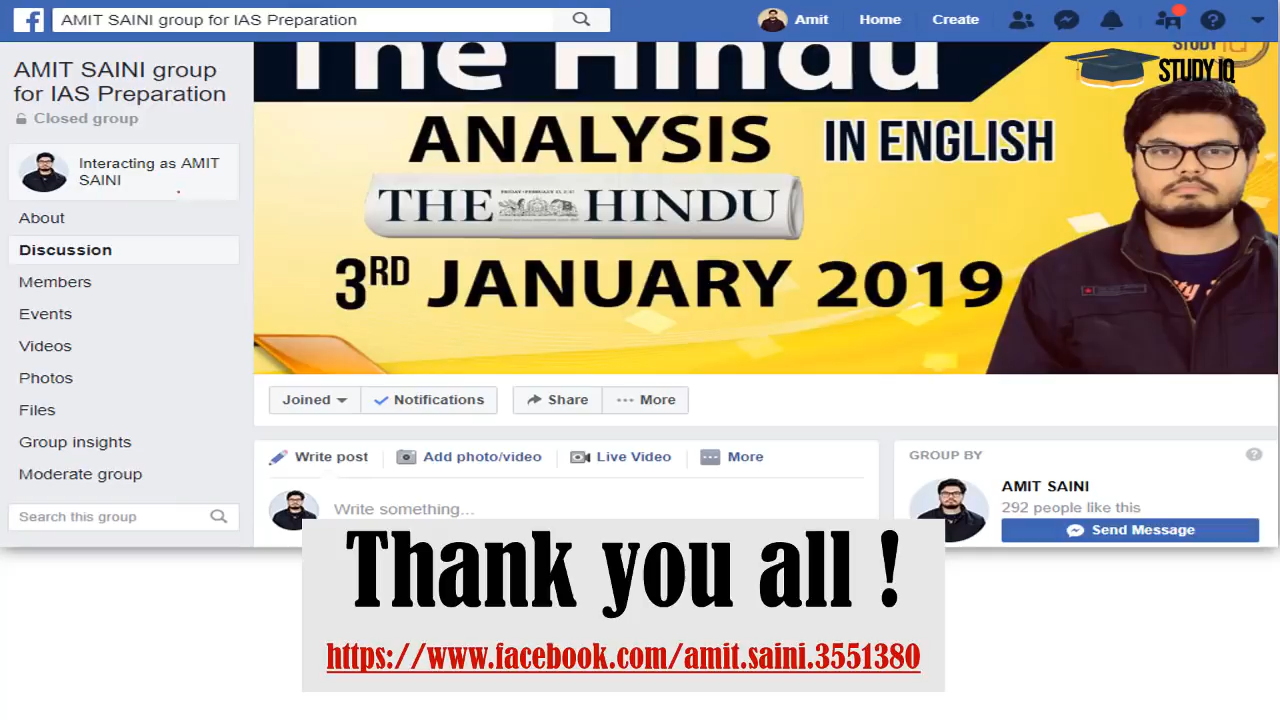 AMIT SAINI group for IAS Preparation
Amit Home Create
AMIT SAINI group
for IAS Preparation
Closed group
Interacting as AMIT
SAINI
About
Discussion
Members
Events
Videos
Photos
Files
Group insights
Moderate group
Search this group
The Hindu
STUDY IQ
STUDY IQ
ANALYSIS IN ENGLISH
THE HINDU
3RD JANUARY 2019
Joined Notifications Share More
Write post Add photo/video Live Video More
Write something...
GROUP BY
AMIT SAINI
292 people like this
Send Message
Thank you all !
https://www.facebook.com/amit.saini.3551380